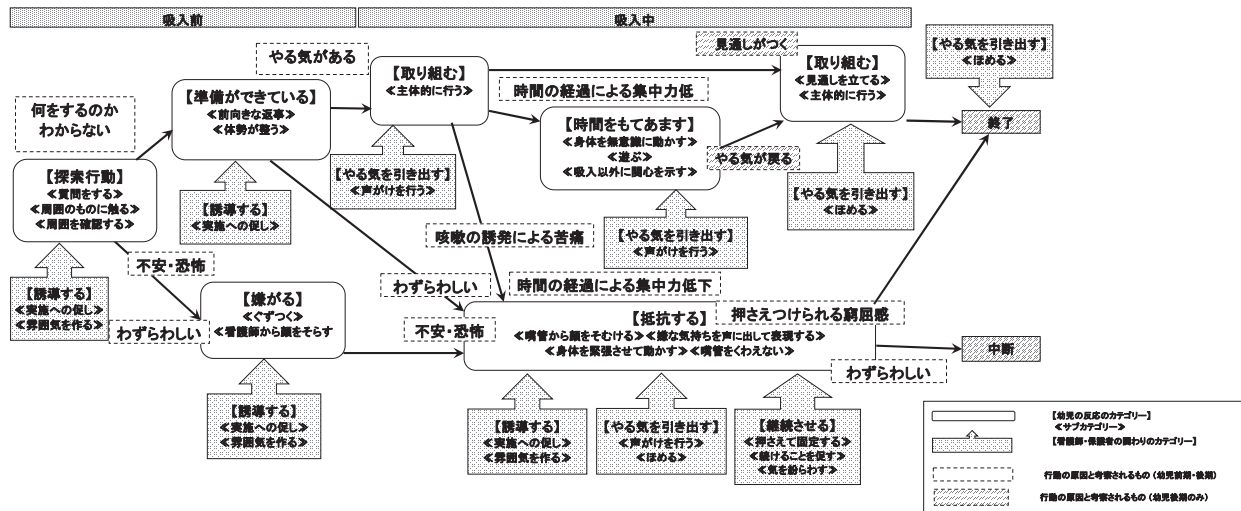 吸入前
吸入中
何をするのか
わからない
【探索行動】
≪質問をする≫
≪周囲のものに触る≫
≪周囲を確認する≫
【誘導する】
≪実施への促し≫
≪雰囲気を作る≫
不安・恐怖
わずらわしい
【準備ができている】
≪前向きな返事≫
≪体勢が整う≫
【誘導する】
≪実施への促し≫
【嫌がる】
≪ぐずつく≫
≪看護師から顔をそらす
【誘導する】
≪実施への促し≫
≪雰囲気を作る≫
やる気がある
【取り組む】
≪主体的に行う≫
【やる気を引き出す】
≪声がけを行う≫
時間の経過による集中力低
【時間をもてあます】
≪身体を無意識に動かす≫
≪遊ぶ≫
≪吸入以外に関心を示す≫
【やる気を引き出す】
≪声がけを行う≫
やる気が戻る
見通しがつく
【取り組む】
≪見通しを立てる≫
≪主体的に行う≫
【やる気を引き出す】
≪ほめる≫
【やる気を引き出す】
≪ほめる≫
終了
咳嗽の誘発による苦痛
わずらわしい
時間の経過による集中力低下
不安・恐怖
【抵抗する】
押さえつけられる窮屈感
≪嘴管から顔をそむける≫≪嫌な気持ちを声に出して表現する≫
≪身体を緊張させて動かす≫≪嘴管をくわえない≫
わずらわしい
中断
【誘導する】
≪実施への促し≫
≪雰囲気を作る≫
【やる気を引き出す】
≪声がけを行う≫
≪ほめる≫
【継続させる】
≪押さえて固定する≫
≪続けることを促す≫
≪気を紛らわす≫
【幼児の反応のカテゴリー】
≪サブカテゴリー≫
【看護師・保護者の関わりのカテゴリー】
行動の原因と考察されるもの（幼児前期・後期）
行動の原因と考察されるもの（幼児後期のみ）